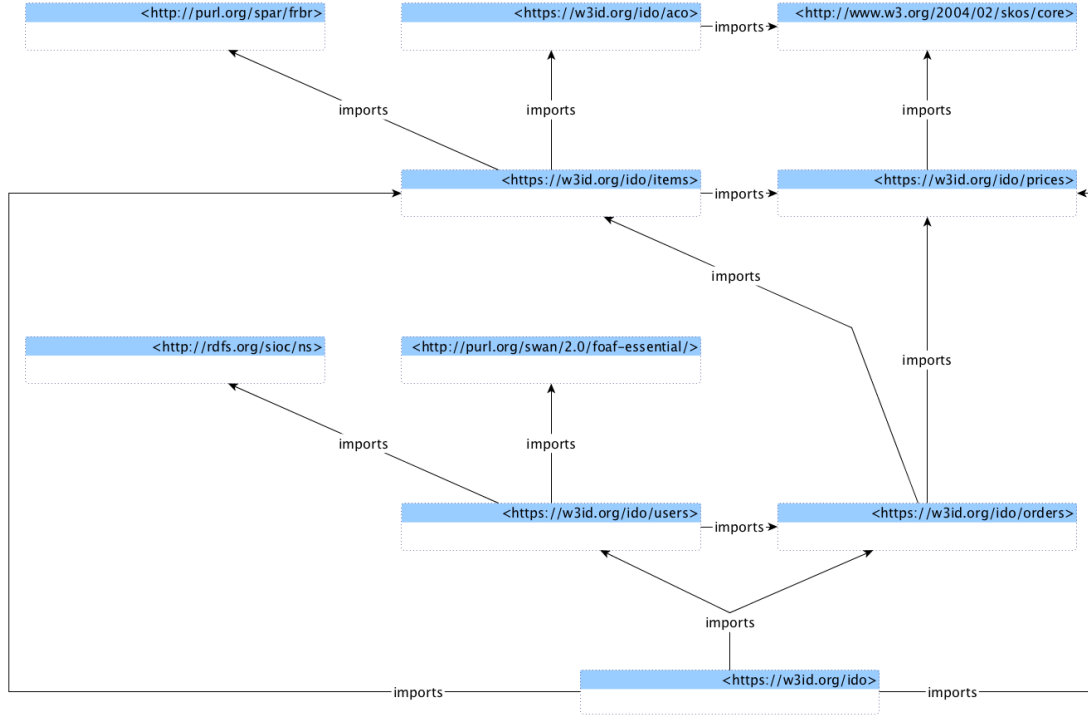 <http://purl.org/spar/frbr>
<https://w3id.org/ido/aco>
imports
<http://www.w3.org/2004/02/skos/core>
imports
imports
imports
<https://w3id.org/ido/items>
imports
<https://w3id.org/ido/prices>
imports
<http://rdfs.org/sioc/ns>
<http://purl.org/swan/2.0/foaf-essential/>
imports
imports
imports
<https://w3id.org/ido/users>
imports
<https://w3id.org/ido/orders>
imports
<https://w3id.org/ido>
imports
imports